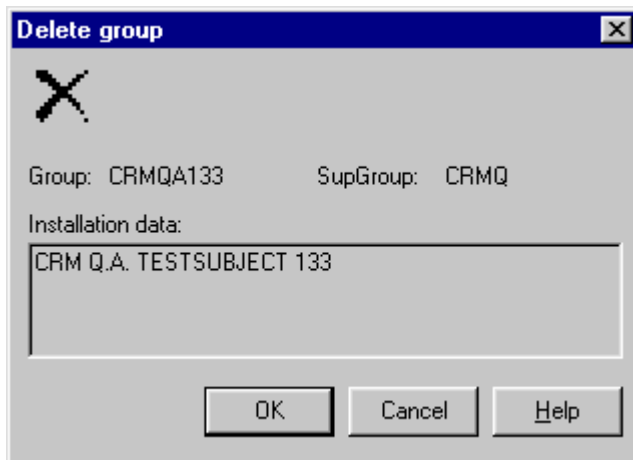 Delete group
Group: CRMQA133 SupGroup: CRMQ
Installation data:
CRM Q.A. TESTSUBJECT 133
OK Cancel Help